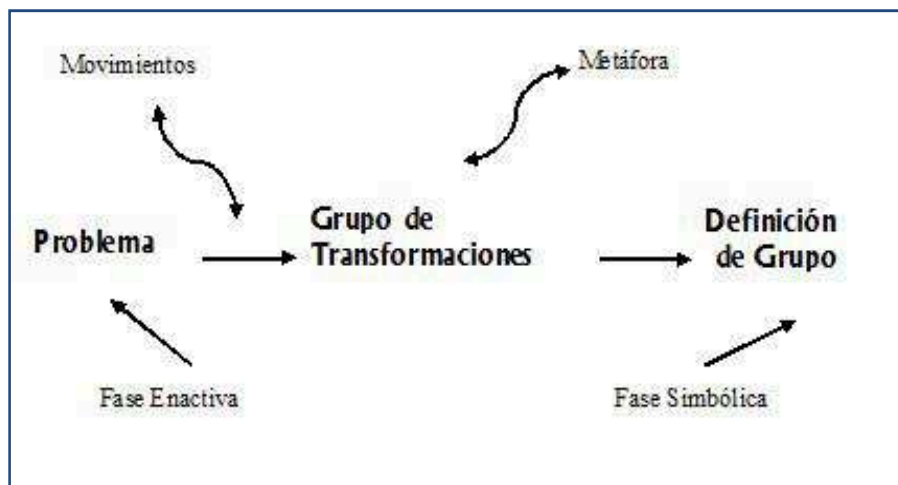 Movimientos
Metáfora
Problema
Grupo de
Transformaciones
Definición
de Grupo
Fase Enactiva
Fase Simbólica